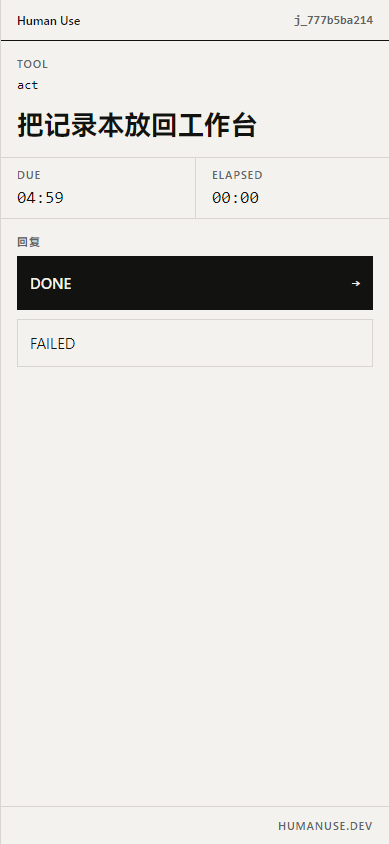 Human Use
j_777b5ba214
TOOL
act
把记录本放回工作台
DUE
04:59
ELAPSED
00:00
回复
DONE →
FAILED
HUMANUSE.DEV